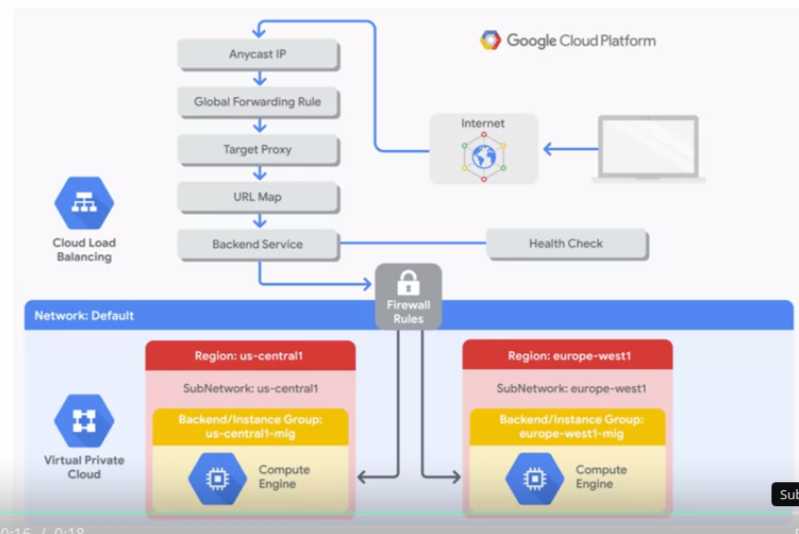 Google Cloud Platform
Anycast IP
Global Forwarding Rule
Target Proxy
URL Map
Backend Service
Internet
Health Check
Cloud Load
Balancing
Firewall
Rules
Network: Default
Region: us-central1
SubNetwork: us-central1
Backend/Instance Group:
us-central1-mig
Compute
Engine
Region: europe-west1
SubNetwork: europe-west1
Backend/Instance Group:
europe-west1-mig
Compute
Engine
Virtual Private
Cloud
Sub
0:16 / 0:18